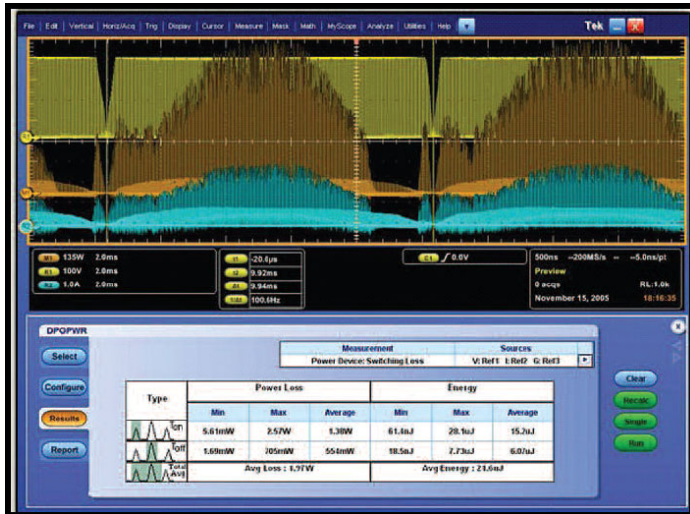 File | Edit | Vertical | Horiz/Acq | Trig | Display | Cursor | Measure | Mask | Math | MyScope | Analyze | Utilities | Help
Tek
M1 135W 2.0ms
R1 100V 2.0ms
R2 1.0A 2.0ms
t1 -20.6µs
t2 9.92ms
Δt 9.94ms
1/Δt 100.6Hz
C1 0.0V
500ns 200MS/s 5.0ns/pt
Preview
0 acqs RL:1.0k
November 15, 2005 18:16:35
DPOPWR
Select
Configure
Results
Report
Measurement Sources
Power Device: Switching Loss V: Ref1 I: Ref2 G: Ref3
Type Power Loss Energy
Min Max Average Min Max Average
Ton 5.61mW 2.57W 1.38W 61.4nJ 28.1uJ 15.2uJ
Toff 1.69mW 705mW 554mW 18.5nJ 7.73uJ 6.07uJ
Total Avg Avg Loss : 1.97W Avg Energy : 21.6uJ
Clear
Recalc
Single
Run